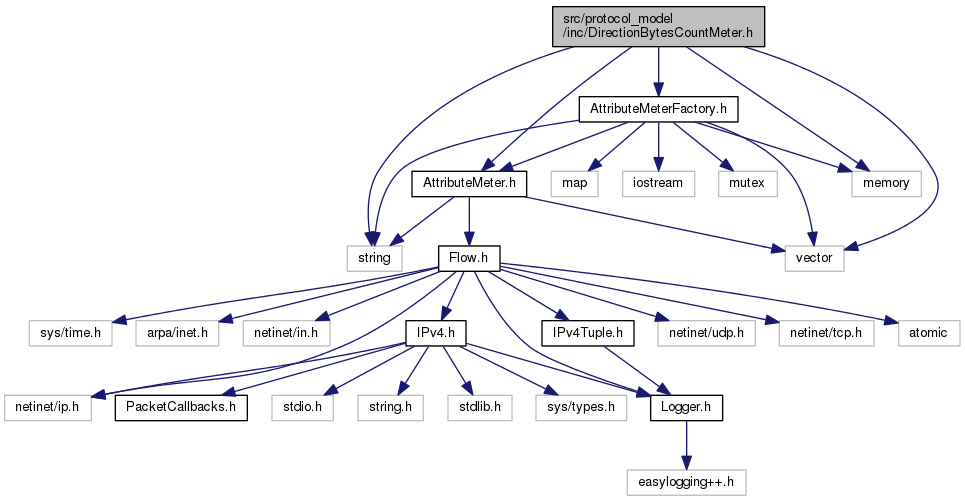 src/protocol_model
/inc/DirectionBytesCountMeter.h
AttributeMeterFactory.h
AttributeMeter.h
map
iostream
mutex
memory
string
Flow.h
vector
sys/time.h
arpa/inet.h
netinet/in.h
IPv4.h
IPv4Tuple.h
netinet/udp.h
netinet/tcp.h
atomic
netinet/ip.h
PacketCallbacks.h
stdio.h
string.h
stdlib.h
sys/types.h
Logger.h
easylogging++.h